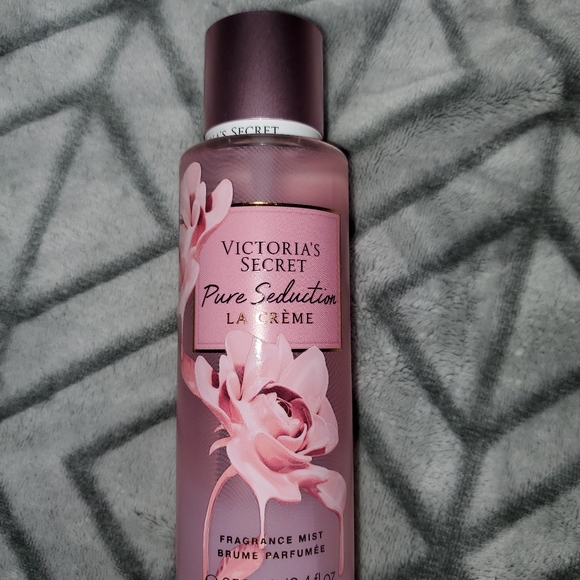 SECRET
VICTORIA'S
SECRET
Pure Seduction
LA CRÈME
FRAGRANCE MIST
BRUME PARFUMÉE